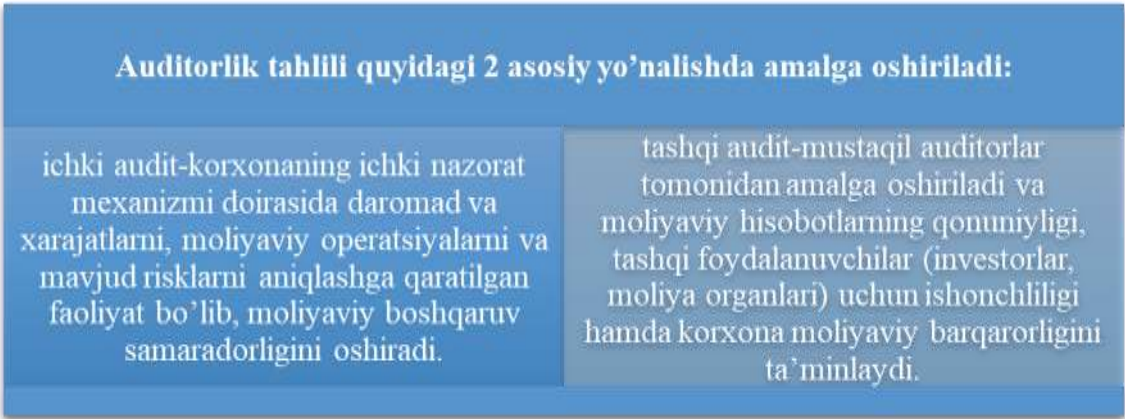 Auditorlik tahlili quyidagi 2 asosiy yo’nalishda amalga oshiriladi:
ichki audit-korxonaning ichki nazorat
mexanizmi doirasida daromad va
xarajatlarni, moliyaviy operatsiyalarni va
mavjud risklarni aniqlashga qaratilgan
faoliyat bo’lib, moliyaviy boshqaruv
samaradorligini oshiradi.
tashqi audit-mustaqil auditorlar
tomonidan amalga oshiriladi va
moliyaviy hisobotlarning qonuniyligi,
tashqi foydalanuvchilar (investorlar,
moliya organlari) uchun ishonchliligi
hamda korxona moliyaviy barqarorligini
ta’minlaydi.